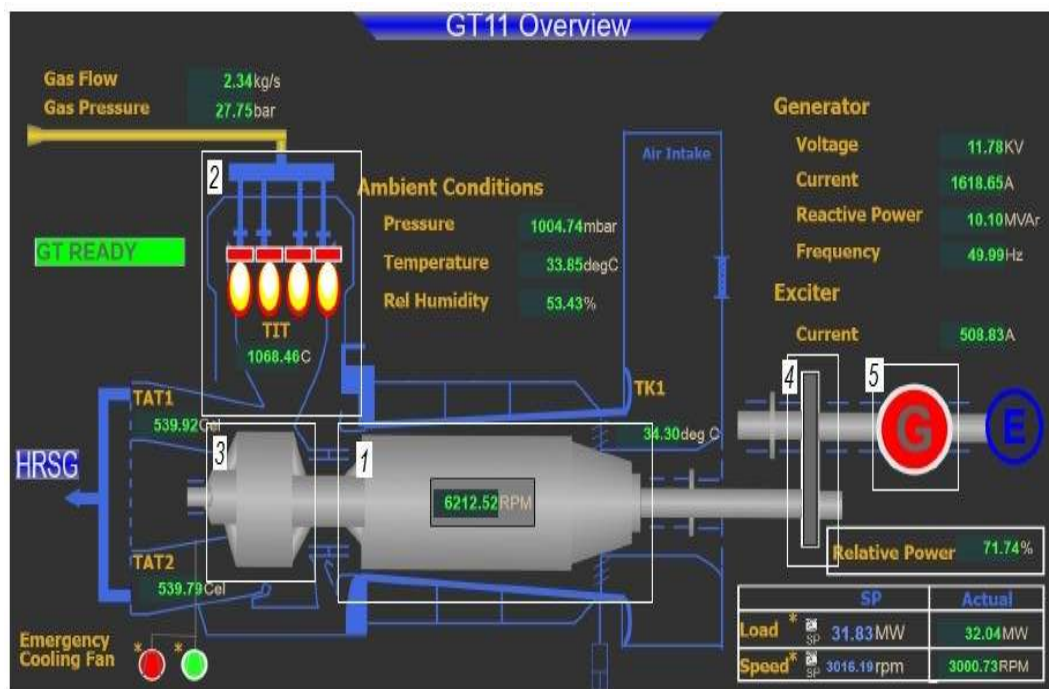 GT11 Overview
Gas Flow 2.34kg/s
Gas Pressure 27.75bar
GT READY
2
TIT
1068.46C
Ambient Conditions
Pressure 1004.74mbar
Temperature 33.85degC
Rel Humidity 53.43%
Air Intake
Generator
Voltage 11.78KV
Current 1618.65A
Reactive Power 10.10MVAr
Frequency 49.99Hz
Exciter
Current 508.83A
TAT1
539.92Cel
HRSG
3
1
6212.52RPM
TK1
34.30deg C
4
5
G
E
TAT2
539.79Cel
Relative Power 71.74%
SP Actual
Load * SP 31.83MW 32.04MW
Speed * SP 3016.19rpm 3000.73RPM
Emergency
Cooling Fan * *